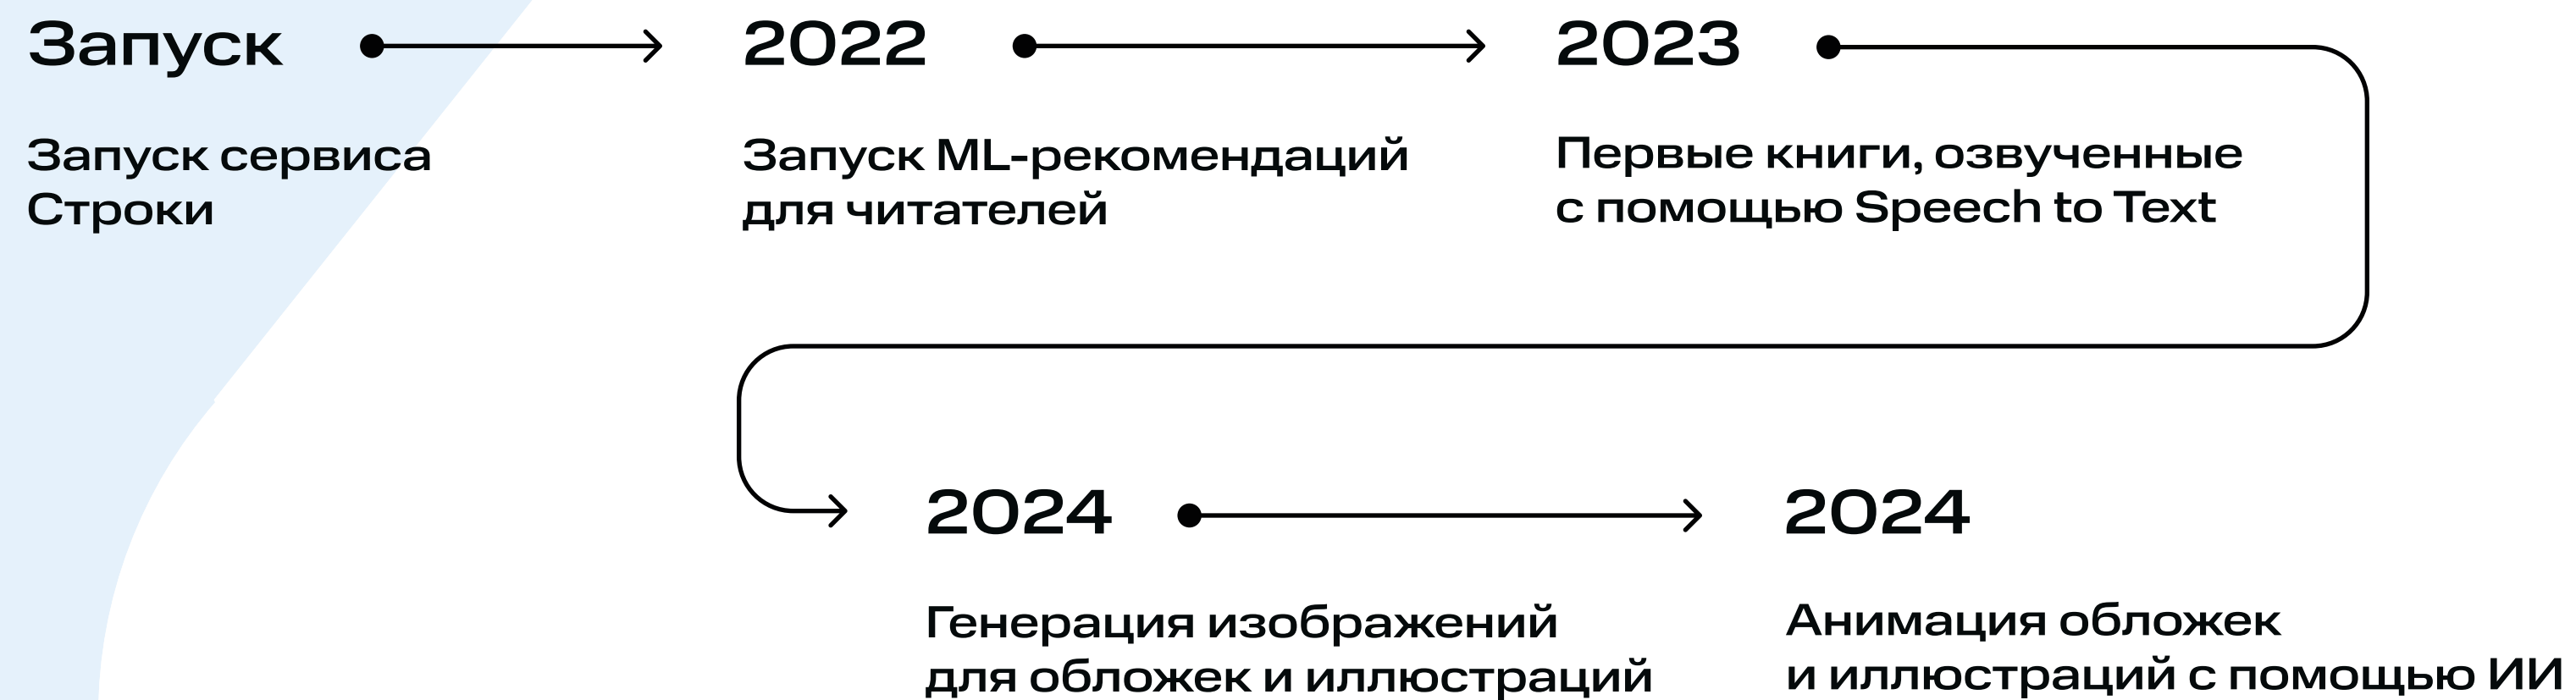 Запуск
2022
2023
Запуск сервиса
Строки
Запуск ML-рекомендаций
для читателей
Первые книги, озвученные
с помощью Speech to Text
2024
2024
Генерация изображений
для обложек и иллюстраций
Анимация обложек
и иллюстраций с помощью ИИ